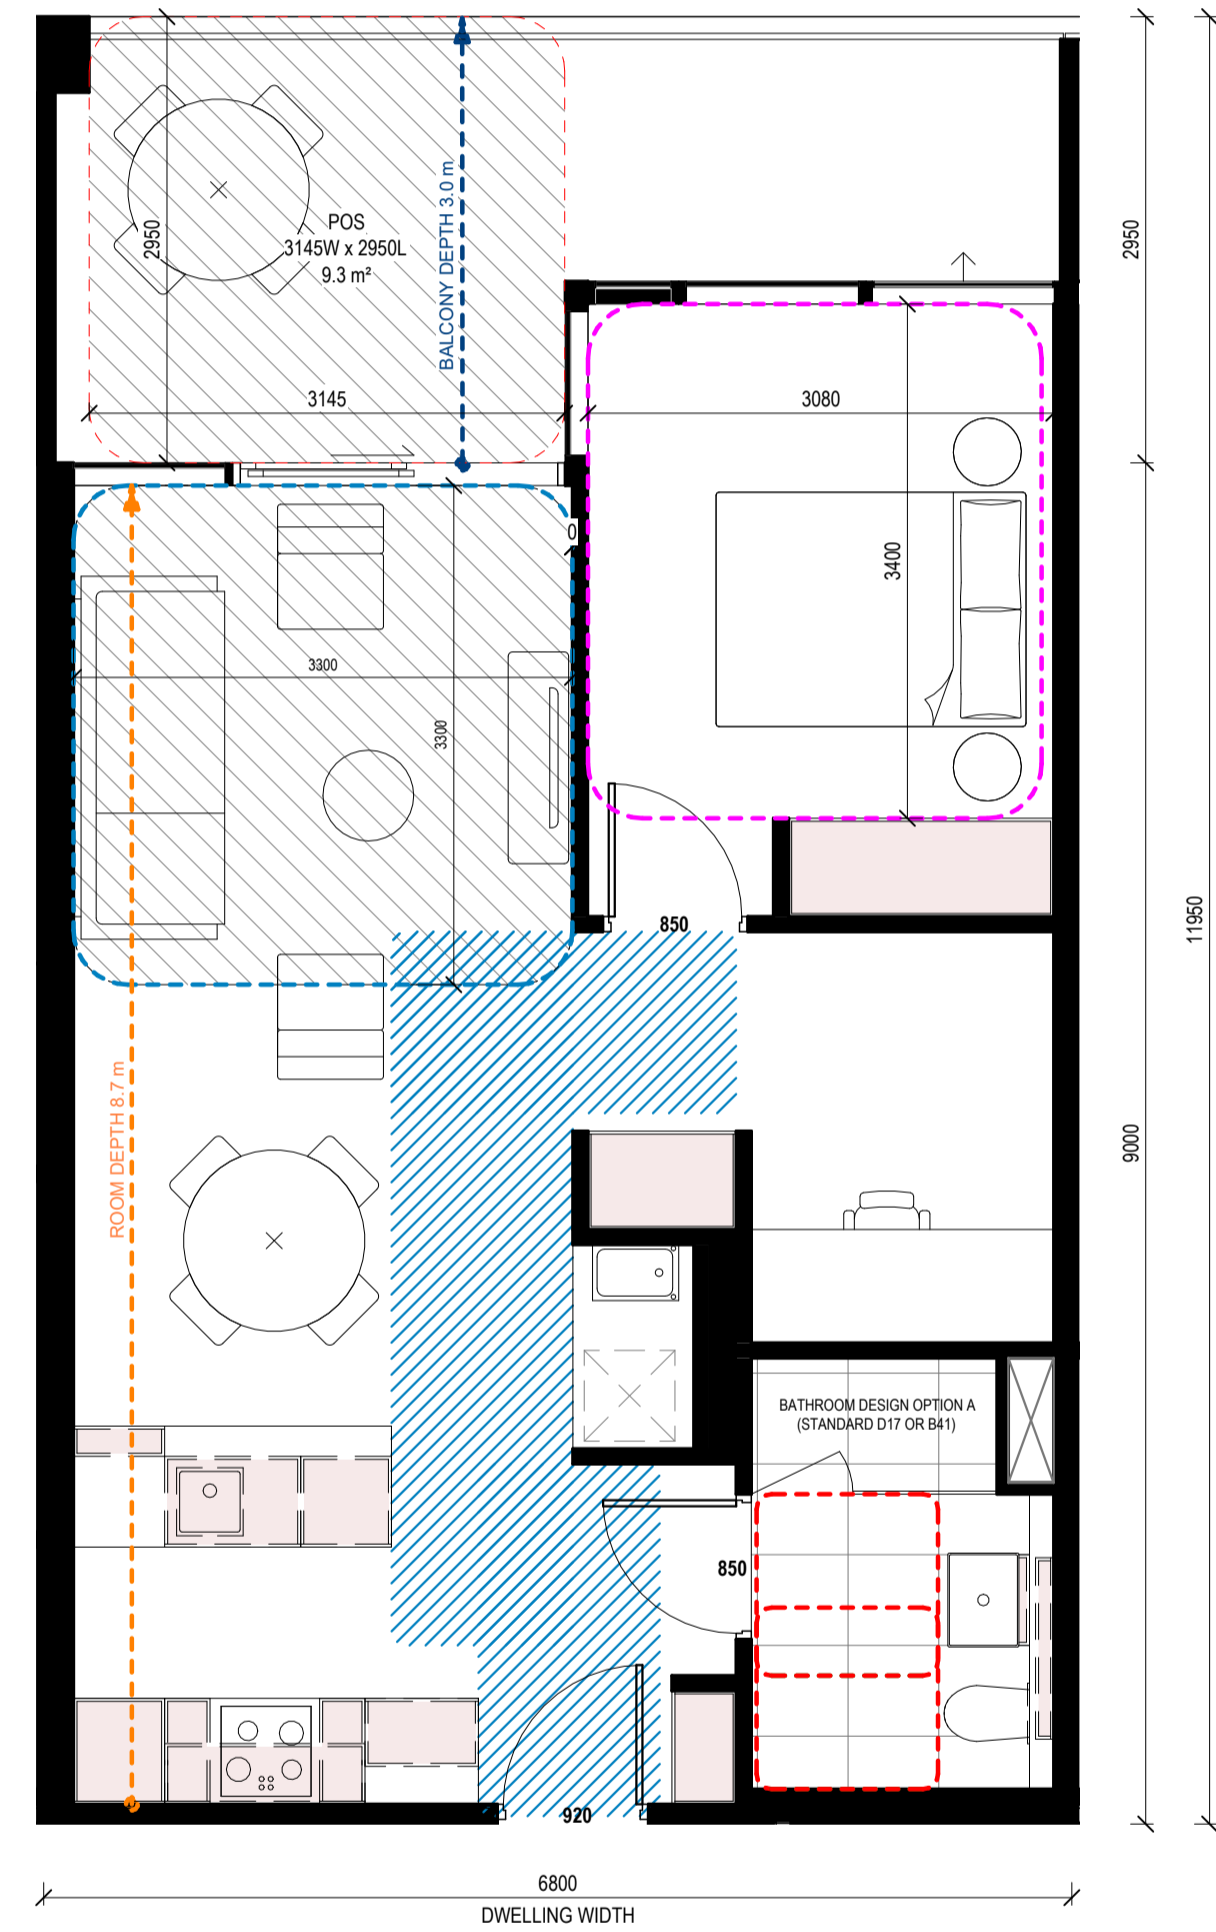 2950
POS
3145W x 2950L
9.3 m²
BALCONY DEPTH 3.0 m
2950
3145
3080
0
3400
3300
3300
850
11950
ROOM DEPTH 8.7 m
9000
BATHROOM DESIGN OPTION A
(STANDARD D17 OR B41)
850
920
6800
DWELLING WIDTH